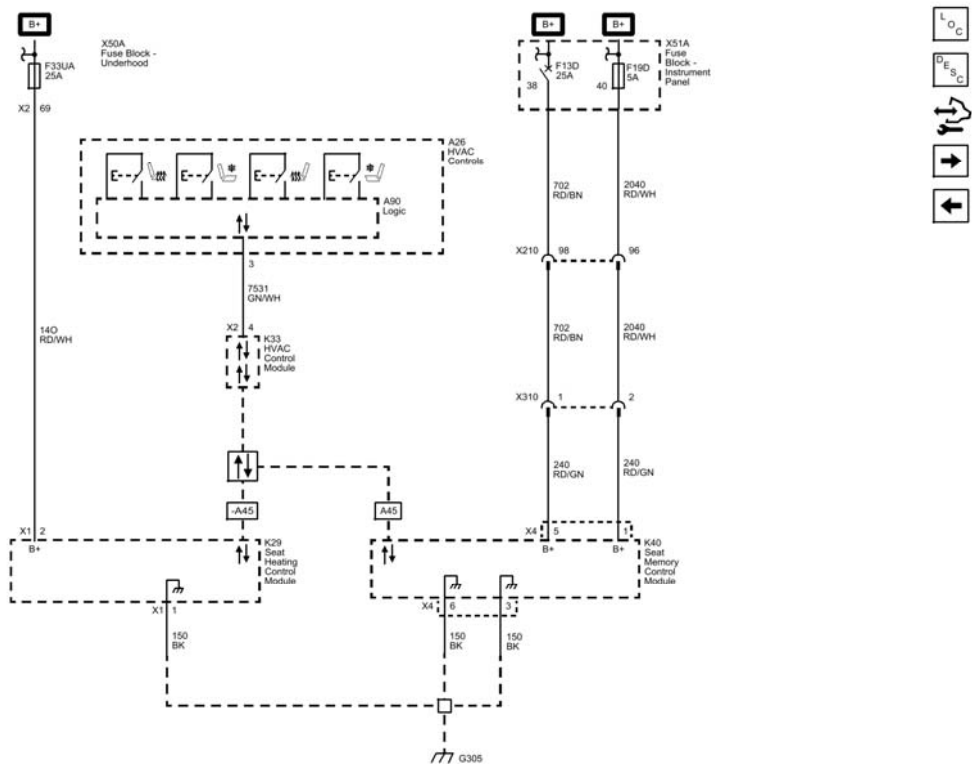 B+
X50A
Fuse Block -
Underhood
F33UA
25A
X2 69
B+ B+
X51A
Fuse
Block -
Instrument
Panel
F13D
25A
38
F19D
5A
40
L
O
C
D
E
S
C
A26
HVAC
Controls
E E E E
A90
Logic
3
7531
GN/WH
X2 4
K33
HVAC
Control
Module
14O
RD/WH
702
RD/BN
2040
RD/WH
X210 98 96
702
RD/BN
2040
RD/WH
X310 1 2
240
RD/GN
240
RD/GN
-A45 A45
X1 2
B+
K29
Seat
Heating
Control
Module
X4 5 1
B+ B+
K40
Seat
Memory
Control
Module
X1 1
X4 6 3
150
BK
150
BK
150
BK
G305